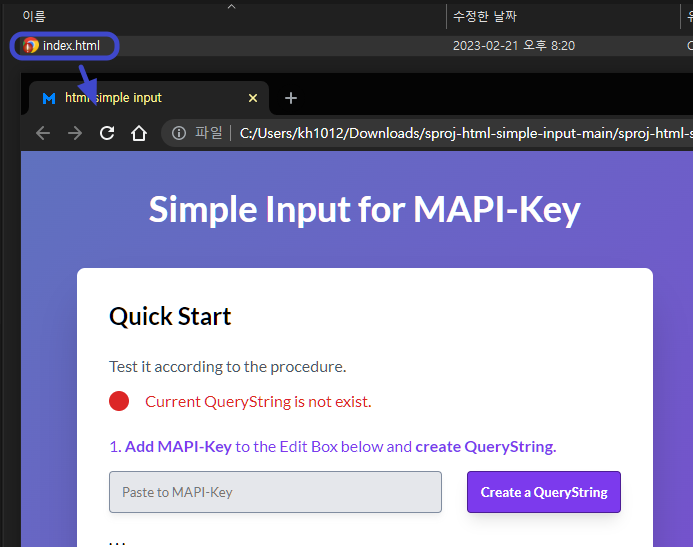 이름 수정한 날짜
index.html 2023-02-21 오후 8:20
html simple input
파일 C:/Users/kh1012/Downloads/sproj-html-simple-input-main/sproj-html-s
Simple Input for MAPI-Key
Quick Start
Test it according to the procedure.
Current QueryString is not exist.
1. Add MAPI-Key to the Edit Box below and create QueryString.
Paste to MAPI-Key Create a QueryString
...